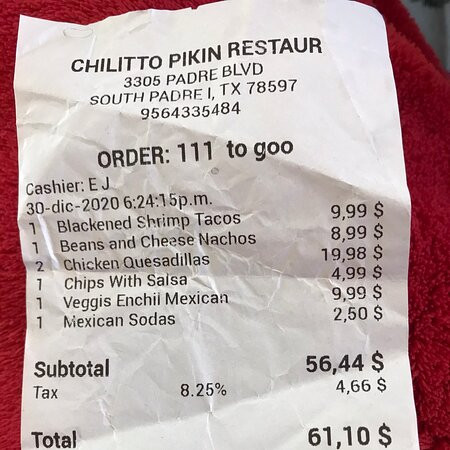 CHILITTO PIKIN RESTAUR
3305 PADRE BLVD
SOUTH PADRE I, TX 78597
9564335484
ORDER: 111 to goo
Cashier: E J
30-dic-2020 6:24:15p.m.
1 Blackened Shrimp Tacos 9,99 $
1 Beans and Cheese Nachos 8,99 $
2 Chicken Quesadillas 19,98 $
1 Chips With Salsa 4,99 $
1 Veggis Enchii Mexican 9,99 $
1 Mexican Sodas 2,50 $
Subtotal 56,44 $
Tax 8.25% 4,66 $
Total 61,10 $